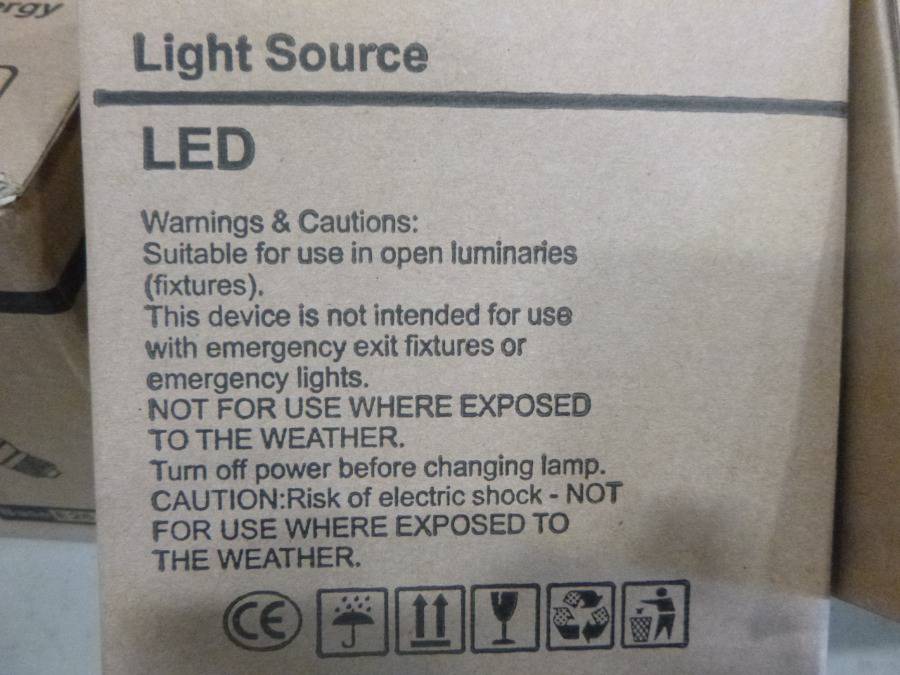 ergy
Light Source
LED
Warnings & Cautions:
Suitable for use in open luminaries
(fixtures).
This device is not intended for use
with emergency exit fixtures or
emergency lights.
NOT FOR USE WHERE EXPOSED
TO THE WEATHER.
Turn off power before changing lamp.
CAUTION:Risk of electric shock - NOT
FOR USE WHERE EXPOSED TO
THE WEATHER.
CE